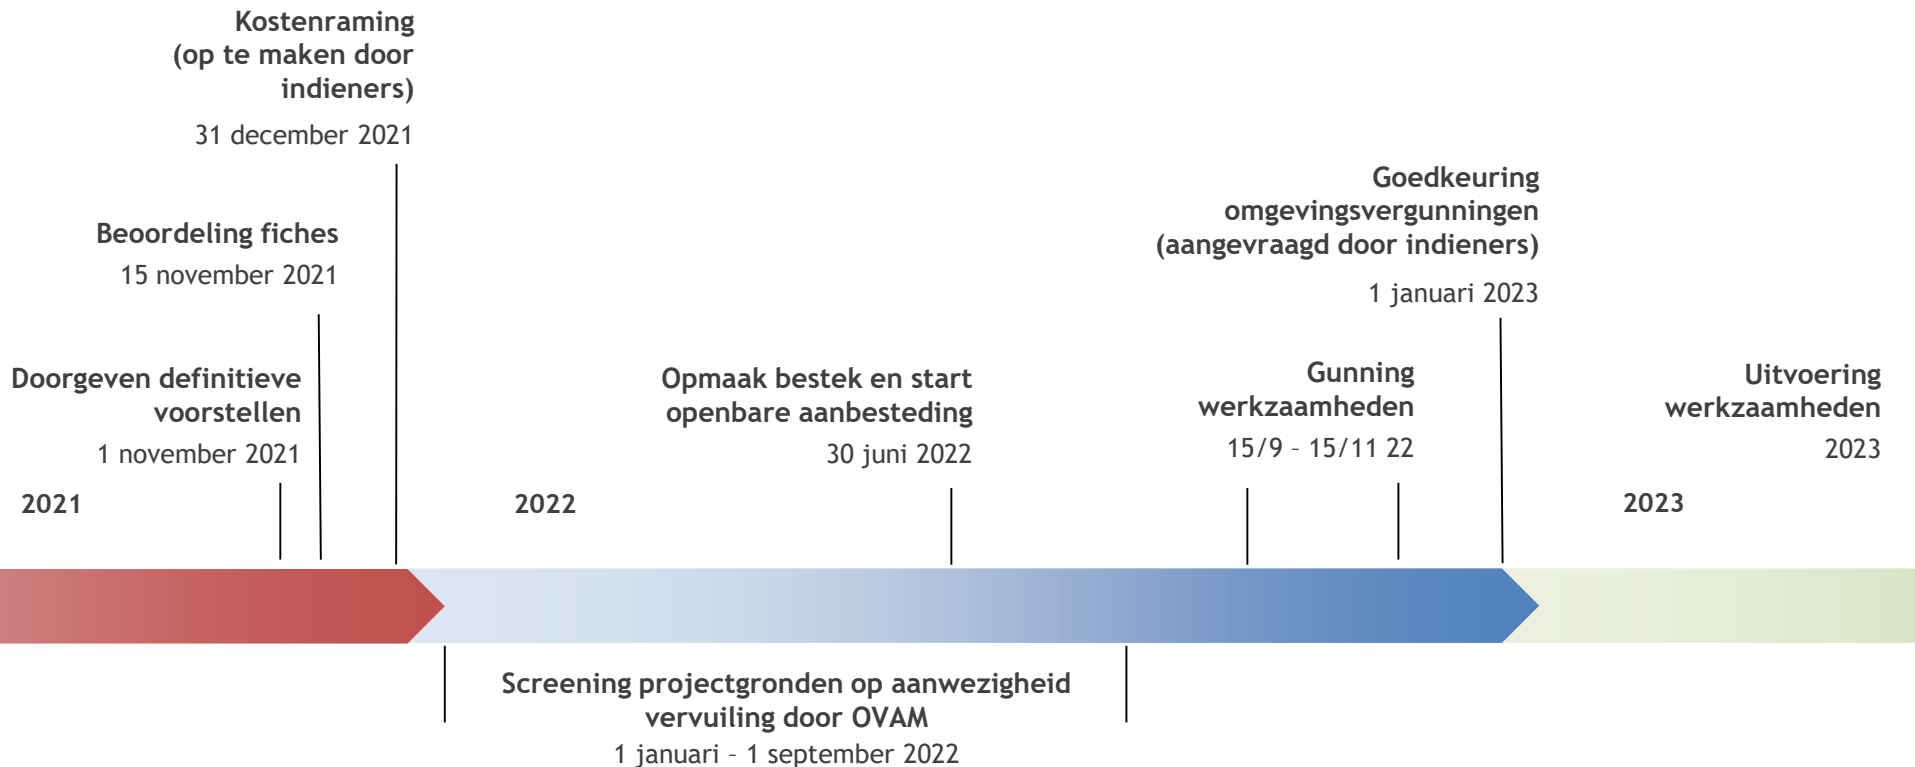 Kostenraming
(op te maken door
indieners)
31 december 2021
Beoordeling fiches
15 november 2021
Doorgeven definitieve
voorstellen
1 november 2021
2021
Opmaak bestek en start
openbare aanbesteding
30 juni 2022
2022
Goedkeuring
omgevingsvergunningen
(aangevraagd door indieners)
1 januari 2023
Gunning
werkzaamheden
15/9 – 15/11 22
Uitvoering
werkzaamheden
2023
2023
Screening projectgronden op aanwezigheid
vervuiling door OVAM
1 januari – 1 september 2022